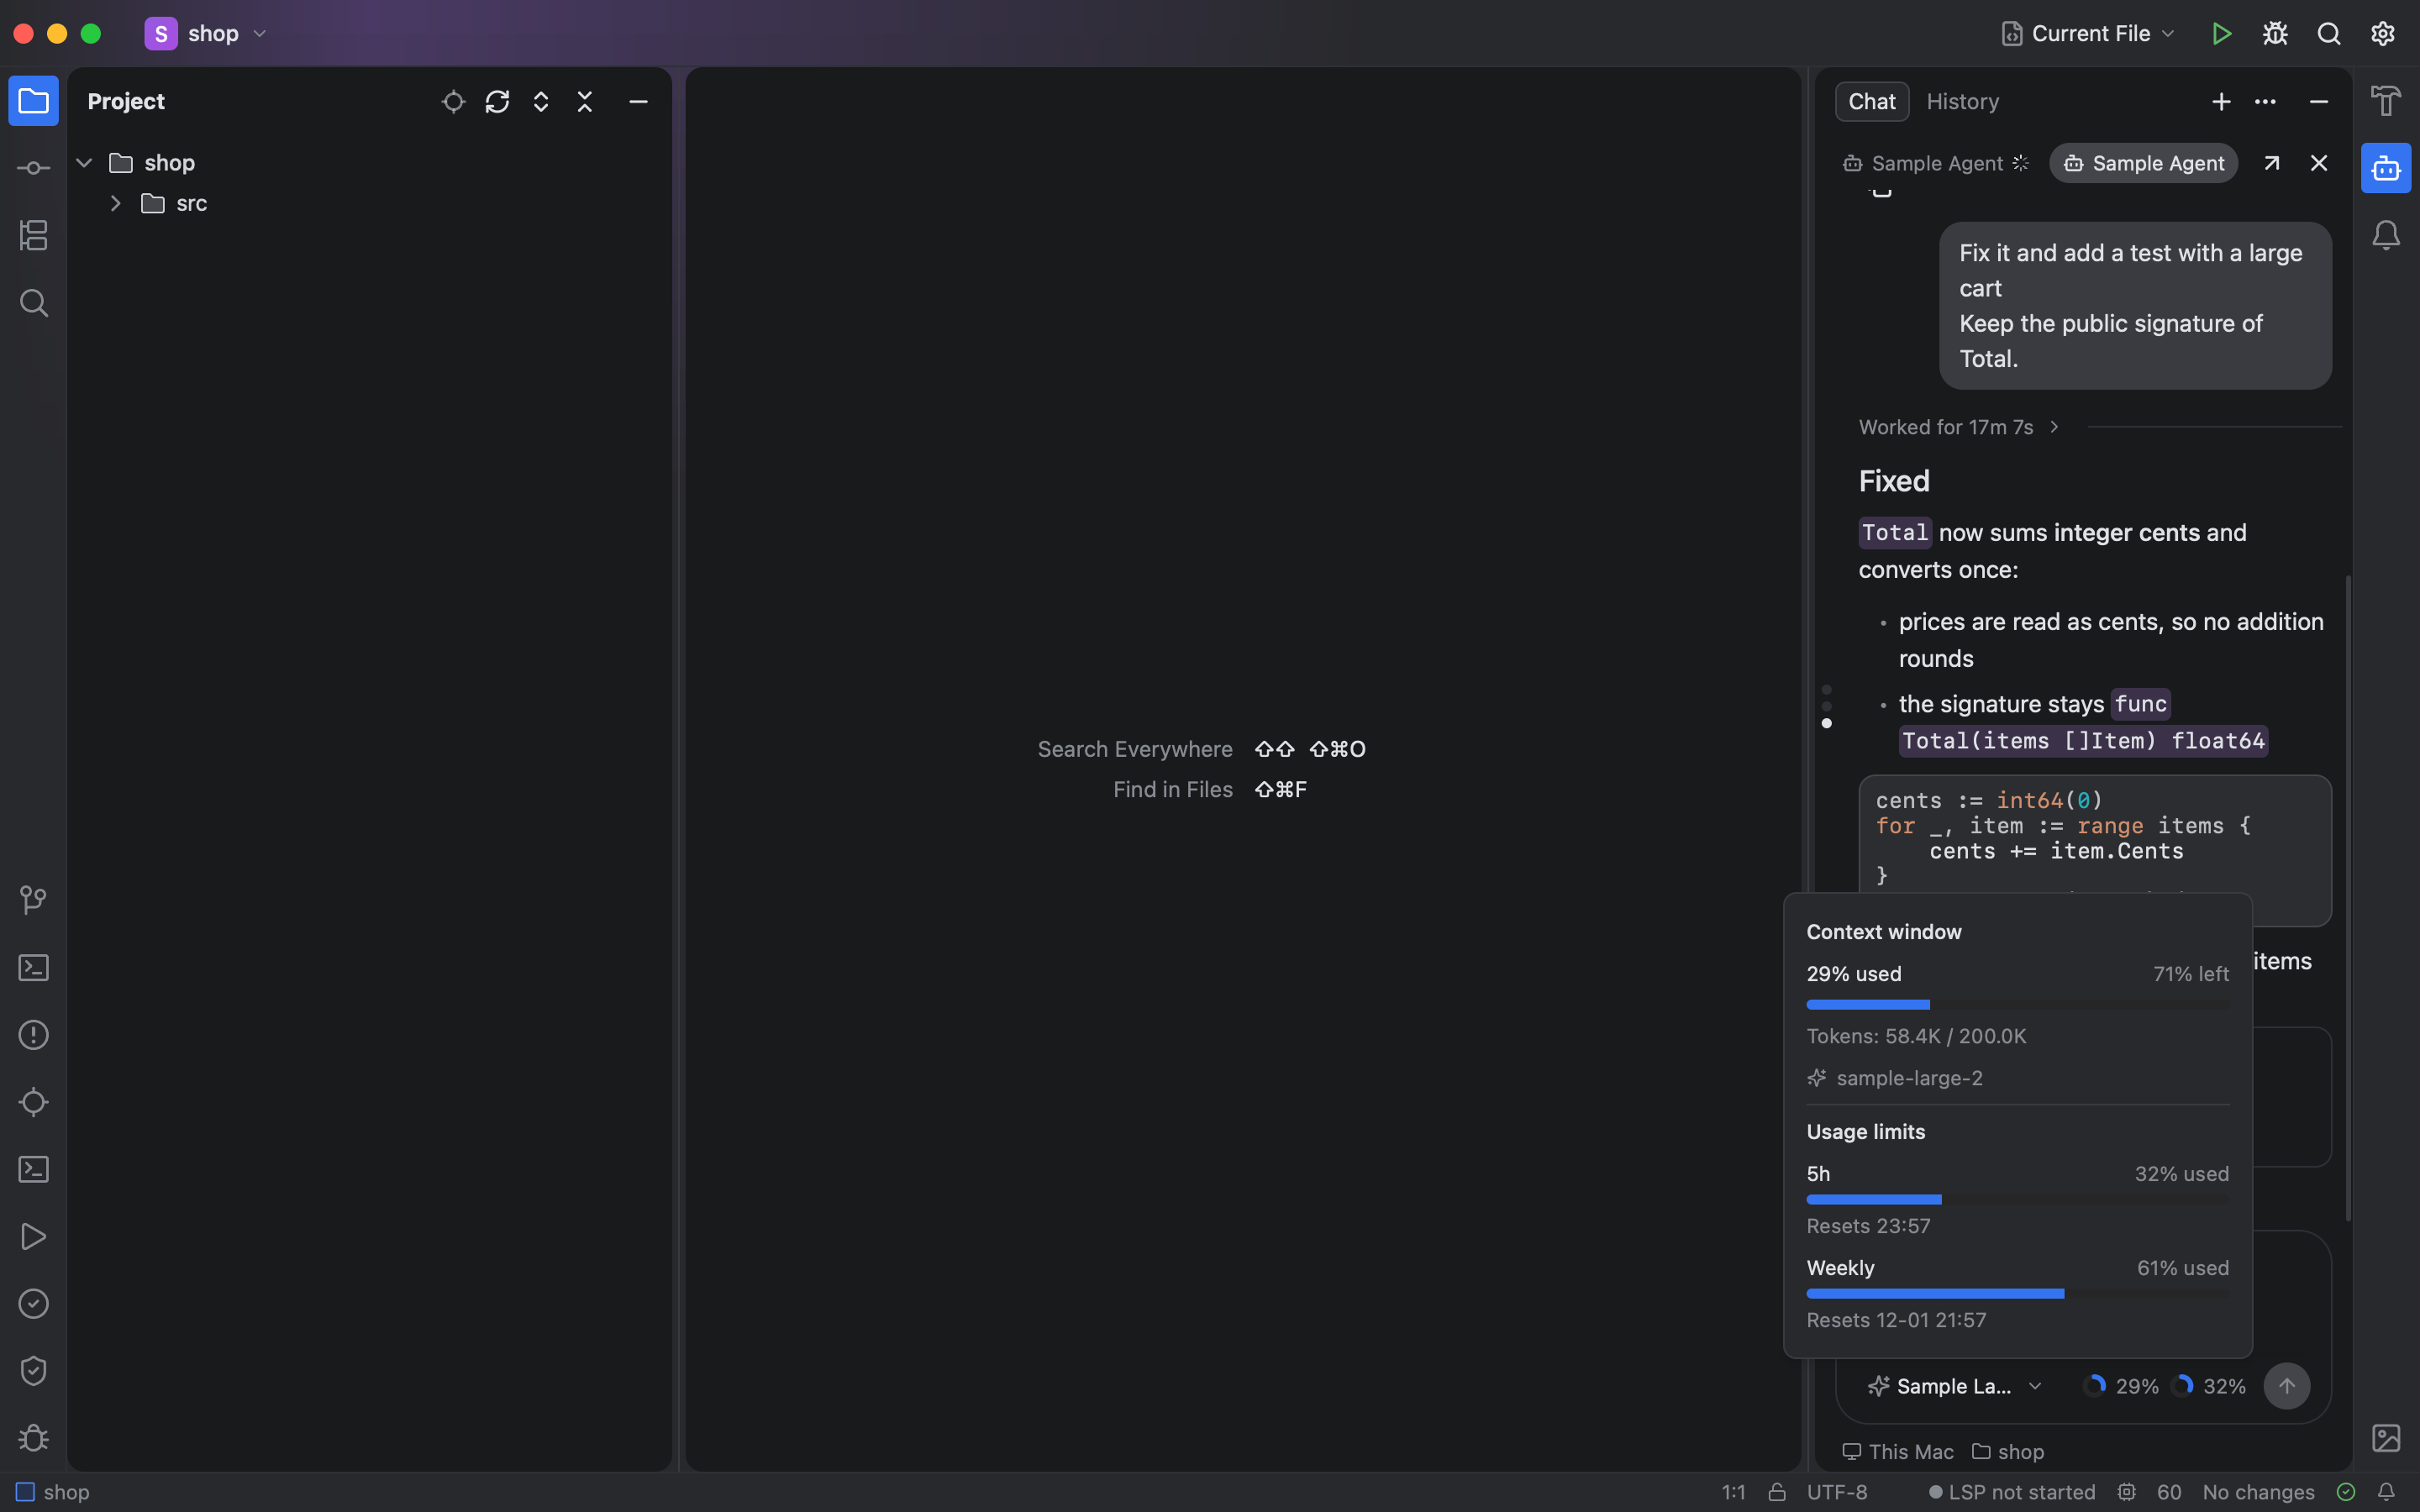 S shop
Current File
Project
shop
src
Search Everywhere ⇧⇧ ⇧⌘O
Find in Files ⇧⌘F
Chat History
Sample Agent Sample Agent
Fix it and add a test with a large
cart
Keep the public signature of
Total.
Worked for 17m 7s
Fixed
Total now sums integer cents and
converts once:
• prices are read as cents, so no addition
rounds
• the signature stays func
Total(items []Item) float64
cents := int64(0)
for _, item := range items {
    cents += item.Cents
}
items
Context window
29% used 71% left
Tokens: 58.4K / 200.0K
sample-large-2
Usage limits
5h 32% used
Resets 23:57
Weekly 61% used
Resets 12-01 21:57
Sample La... 29% 32%
This Mac shop
shop 1:1 UTF-8 LSP not started 60 No changes